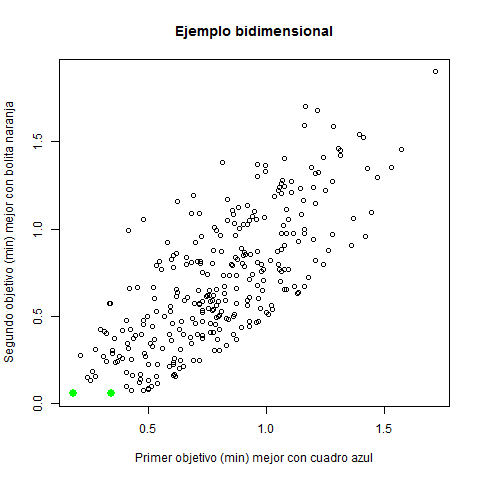 Ejemplo bidimensional
Segundo objetivo (min) mejor con bolita naranja
1.5
1.0
0.5
0.0
0.5
1.0
1.5
Primer objetivo (min) mejor con cuadro azul